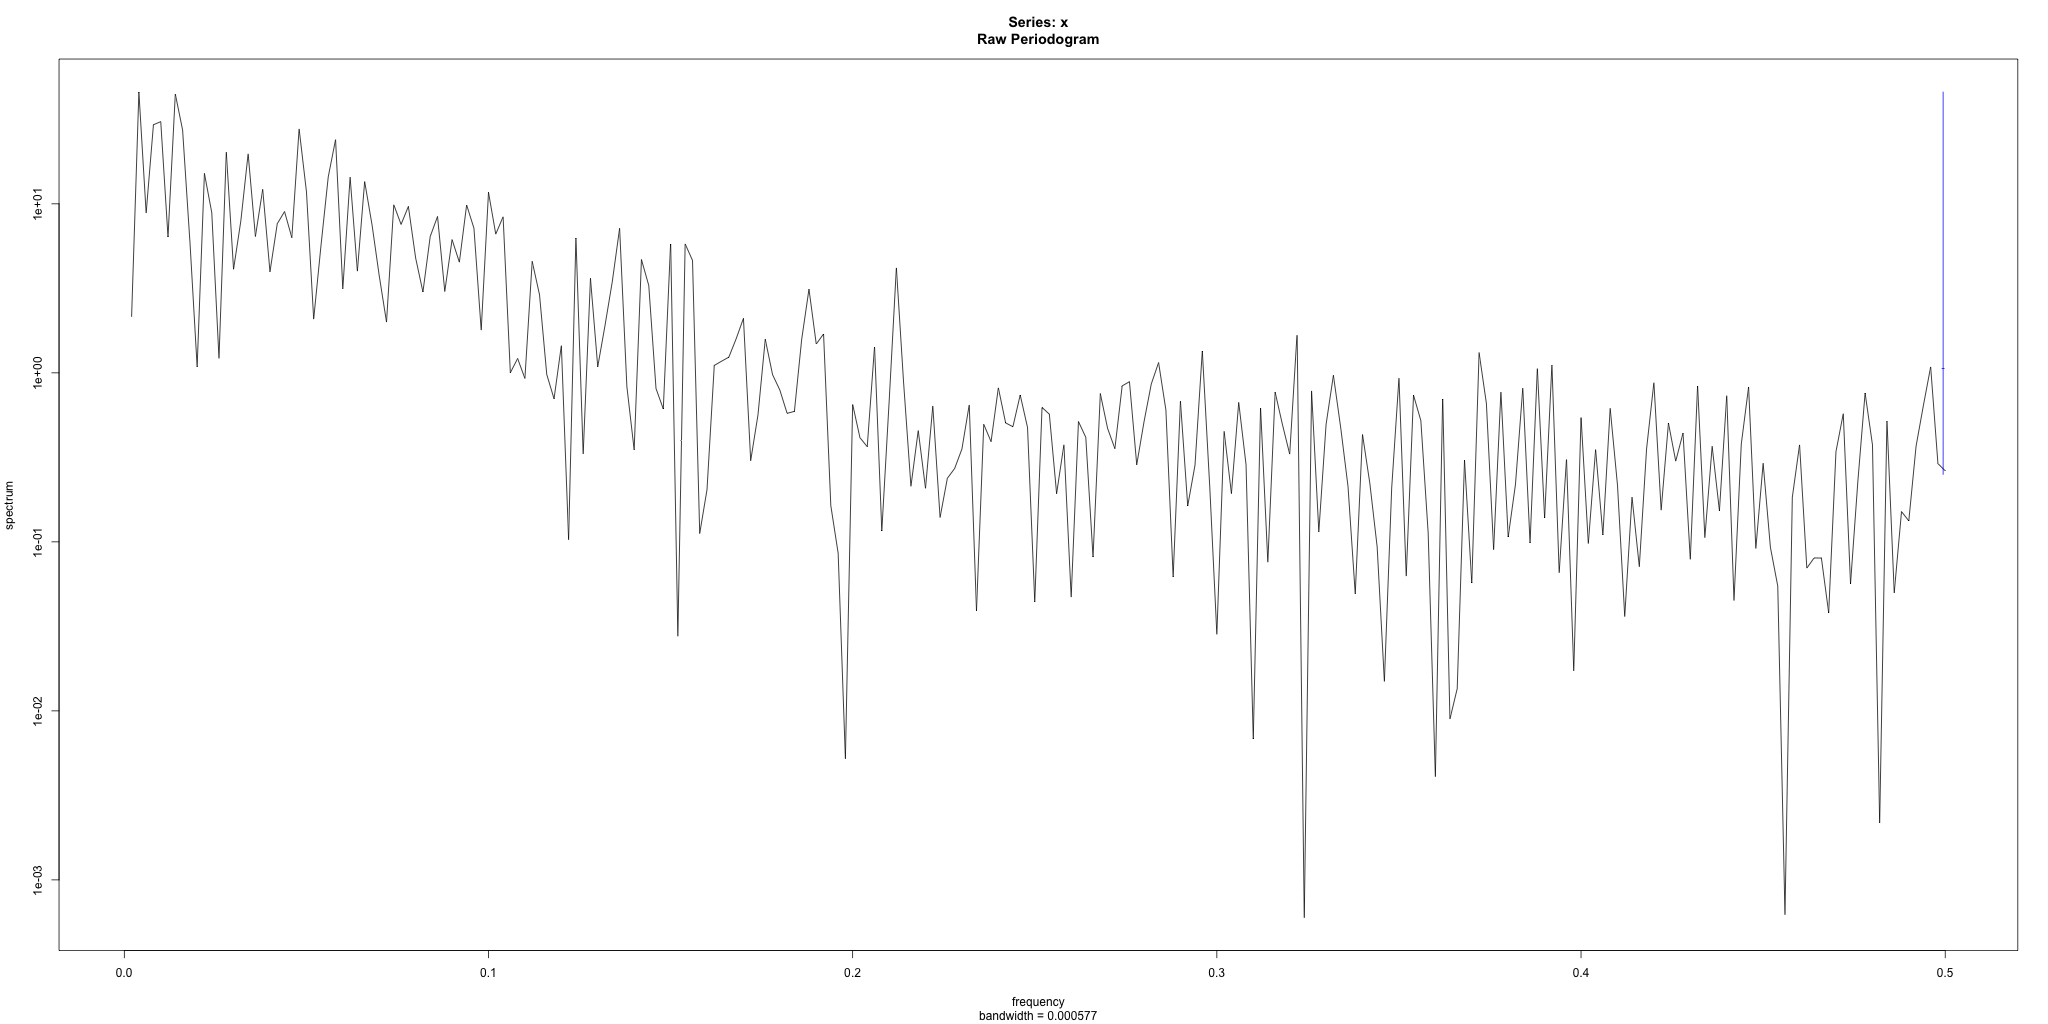 Series: x
Raw Periodogram
1e+01
1e+00
1e-01
1e-02
1e-03
spectrum
0.0 0.1 0.2 0.3 0.4 0.5
frequency
bandwidth = 0.000577